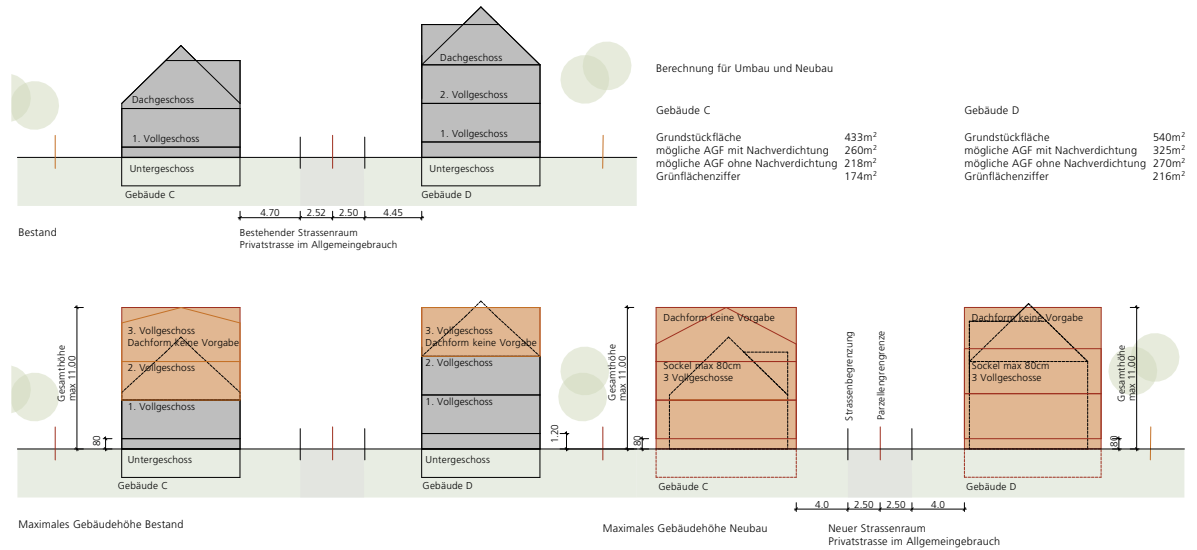 Dachgeschoss
1. Vollgeschoss
Untergeschoss
Gebäude C
Dachgeschoss
2. Vollgeschoss
1. Vollgeschoss
Untergeschoss
Gebäude D
4.70 2.52 2.50 4.45
Bestand
Bestehender Strassenraum
Privatstrasse im Allgemeingebrauch
Berechnung für Umbau und Neubau
Gebäude C
Grundstückfläche 433m²
mögliche AGF mit Nachverdichtung 260m²
mögliche AGF ohne Nachverdichtung 218m²
Grünflächenziffer 174m²
Gebäude D
Grundstückfläche 540m²
mögliche AGF mit Nachverdichtung 325m²
mögliche AGF ohne Nachverdichtung 270m²
Grünflächenziffer 216m²
Gesamthöhe
max 11.00
80
3. Vollgeschoss
Dachform keine Vorgabe
2. Vollgeschoss
1. Vollgeschoss
Untergeschoss
Gebäude C
3. Vollgeschoss
Dachform keine Vorgabe
2. Vollgeschoss
1. Vollgeschoss
Untergeschoss
Gebäude D
1.20
Maximales Gebäudehöhe Bestand
Gesamthöhe
max 11.00
80
Dachform keine Vorgabe
Sockel max 80cm
3 Vollgeschosse
Gebäude C
Strassenbegrenzung
Parzellengrengrenze
Dachform keine Vorgabe
Sockel max 80cm
3 Vollgeschosse
Gebäude D
Gesamthöhe
max 11.00
80
4.0 2.50 2.50 4.0
Maximales Gebäudehöhe Neubau
Neuer Strassenraum
Privatstrasse im Allgemeingebrauch